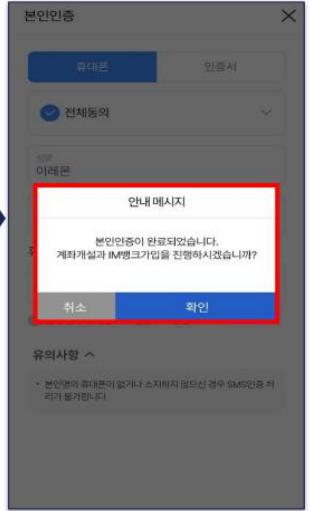 본인인증
휴대폰 인증서
전체동의
성명
이레몬
안내 메시지
본인인증이 완료되었습니다.
계좌개설과 IM뱅크가입을 진행하시겠습니까?
취소 확인
유의사항
• 본인명의 휴대폰이 없거나 소지하지 않으신 경우 SMS인증 처
리가 불가합니다.